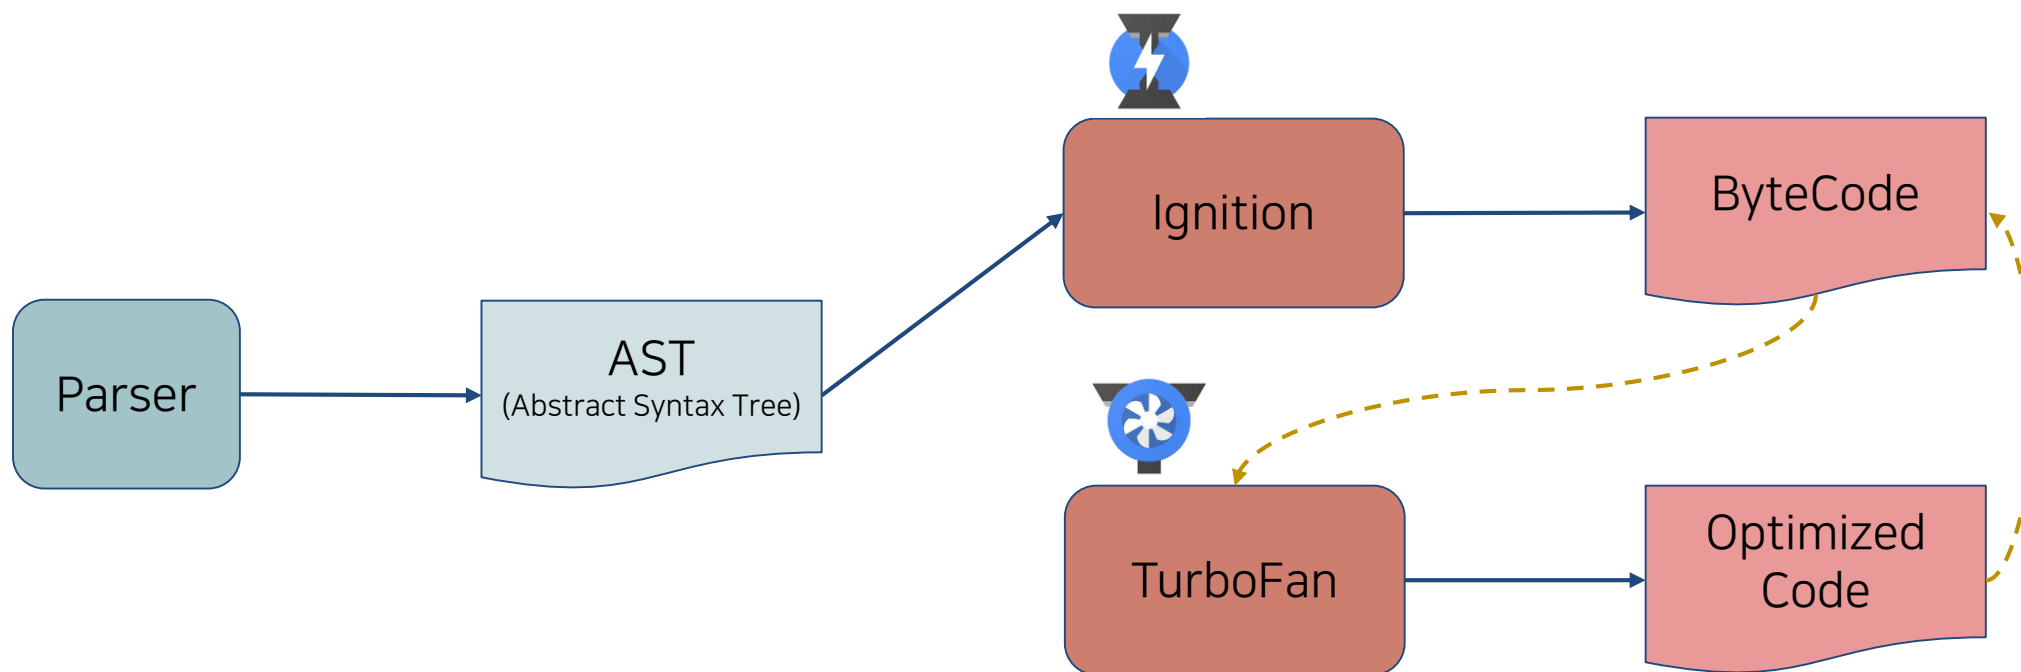 Parser
AST
(Abstract Syntax Tree)
Ignition
ByteCode
TurboFan
Optimized
Code